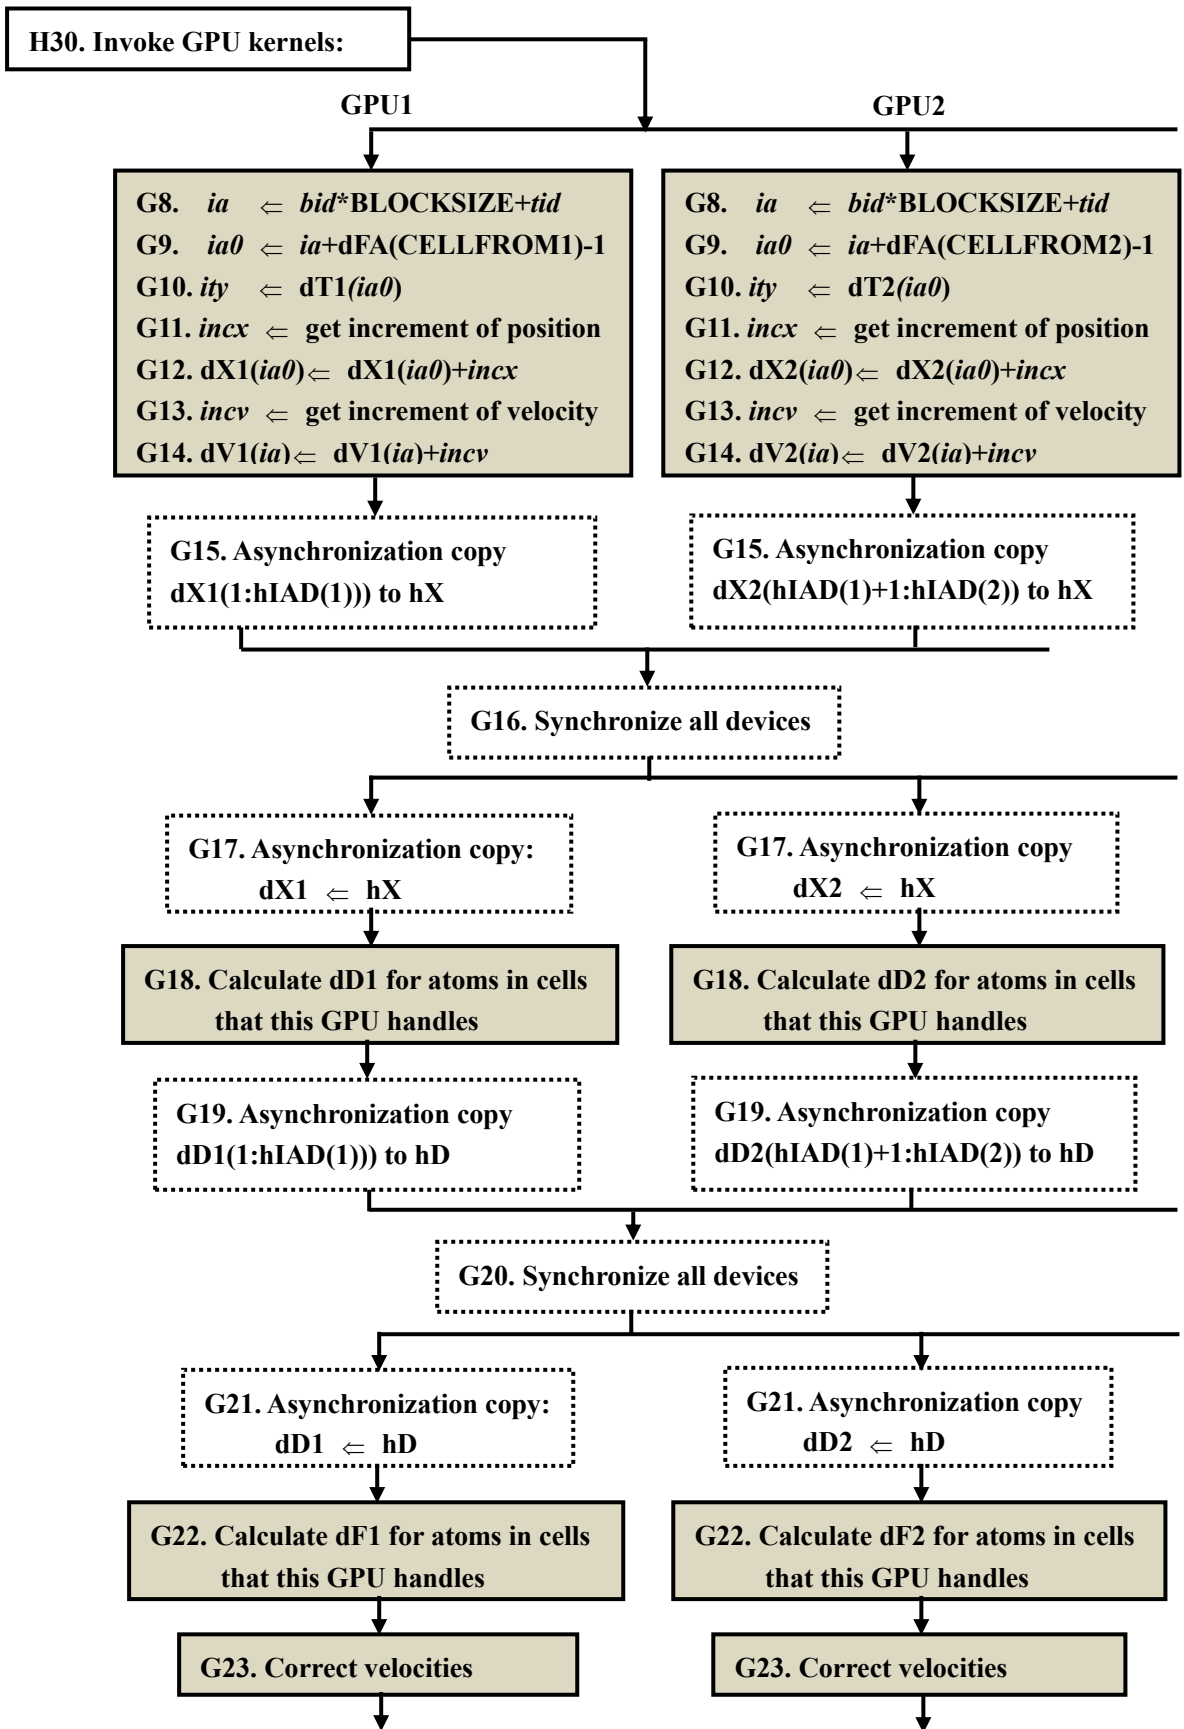 H30. Invoke GPU kernels:
GPU1
GPU2
G8. ia ⇐ bid*BLOCKSIZE+tid
G9. ia0 ⇐ ia+dFA(CELLFROM1)-1
G10. ity ⇐ dT1(ia0)
G11. incx ⇐ get increment of position
G12. dX1(ia0)⇐ dX1(ia0)+incx
G13. incv ⇐ get increment of velocity
G14. dV1(ia)⇐ dV1(ia)+incv
G8. ia ⇐ bid*BLOCKSIZE+tid
G9. ia0 ⇐ ia+dFA(CELLFROM2)-1
G10. ity ⇐ dT2(ia0)
G11. incx ⇐ get increment of position
G12. dX2(ia0)⇐ dX2(ia0)+incx
G13. incv ⇐ get increment of velocity
G14. dV2(ia)⇐ dV2(ia)+incv
G15. Asynchronization copy
dX1(1:hIAD(1))) to hX
G15. Asynchronization copy
dX2(hIAD(1)+1:hIAD(2)) to hX
G16. Synchronize all devices
G17. Asynchronization copy:
dX1 ⇐ hX
G17. Asynchronization copy
dX2 ⇐ hX
G18. Calculate dD1 for atoms in cells
that this GPU handles
G18. Calculate dD2 for atoms in cells
that this GPU handles
G19. Asynchronization copy
dD1(1:hIAD(1))) to hD
G19. Asynchronization copy
dD2(hIAD(1)+1:hIAD(2)) to hD
G20. Synchronize all devices
G21. Asynchronization copy:
dD1 ⇐ hD
G21. Asynchronization copy
dD2 ⇐ hD
G22. Calculate dF1 for atoms in cells
that this GPU handles
G22. Calculate dF2 for atoms in cells
that this GPU handles
G23. Correct velocities
G23. Correct velocities